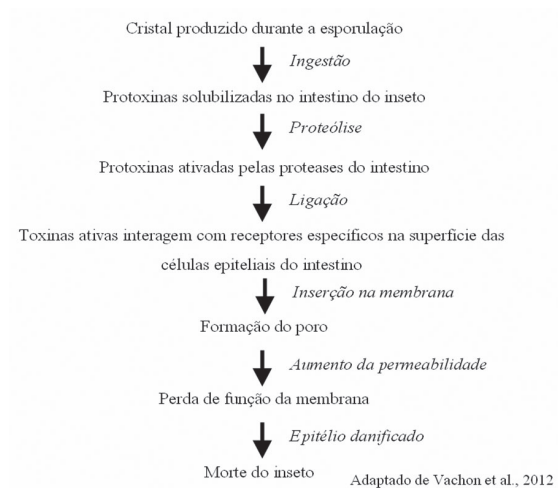 Cristal produzido durante a esporulação
Ingestão
Protoxinas solubilizadas no intestino do inseto
Proteólise
Protoxinas ativadas pelas proteases do intestino
Ligação
Toxinas ativas interagem com receptores específicos na superfície das
células epiteliais do intestino
Inserção na membrana
Formação do poro
Aumento da permeabilidade
Perda de função da membrana
Epitélio danificado
Morte do inseto
Adaptado de Vachon et al., 2012